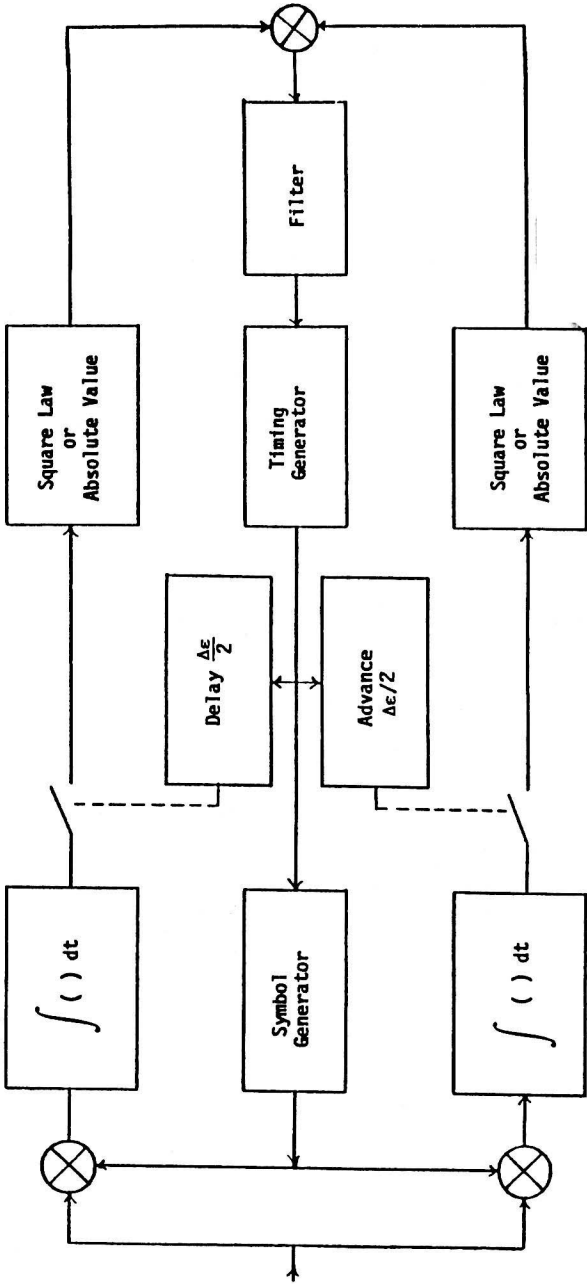 ∫ ( ) dt
Square Law
or
Absolute Value
Delay Δε/2
Symbol
Generator
Timing
Generator
Filter
Advance
Δε/2
∫ ( ) dt
Square Law
or
Absolute Value